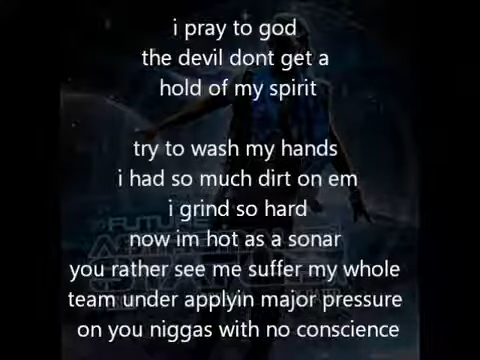 i pray to god
the devil dont get a
hold of my spirit
try to wash my hands
i had so much dirt on em
i grind so hard
now im hot as a sonar
you rather see me suffer my whole
team under applyin major pressure
on you niggas with no conscience
FUTURE